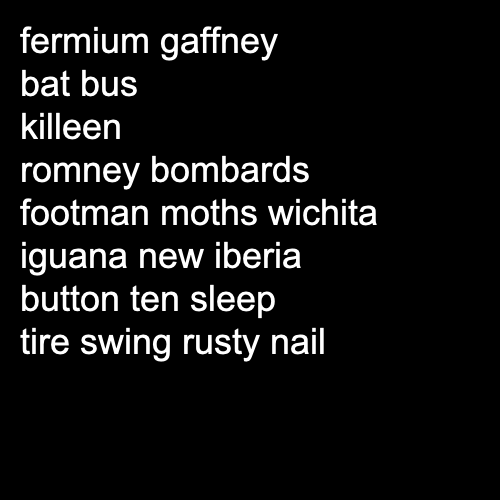 fermium gaffney
bat bus
killeen
romney bombards
footman moths wichita
iguana new iberia
button ten sleep
tire swing rusty nail